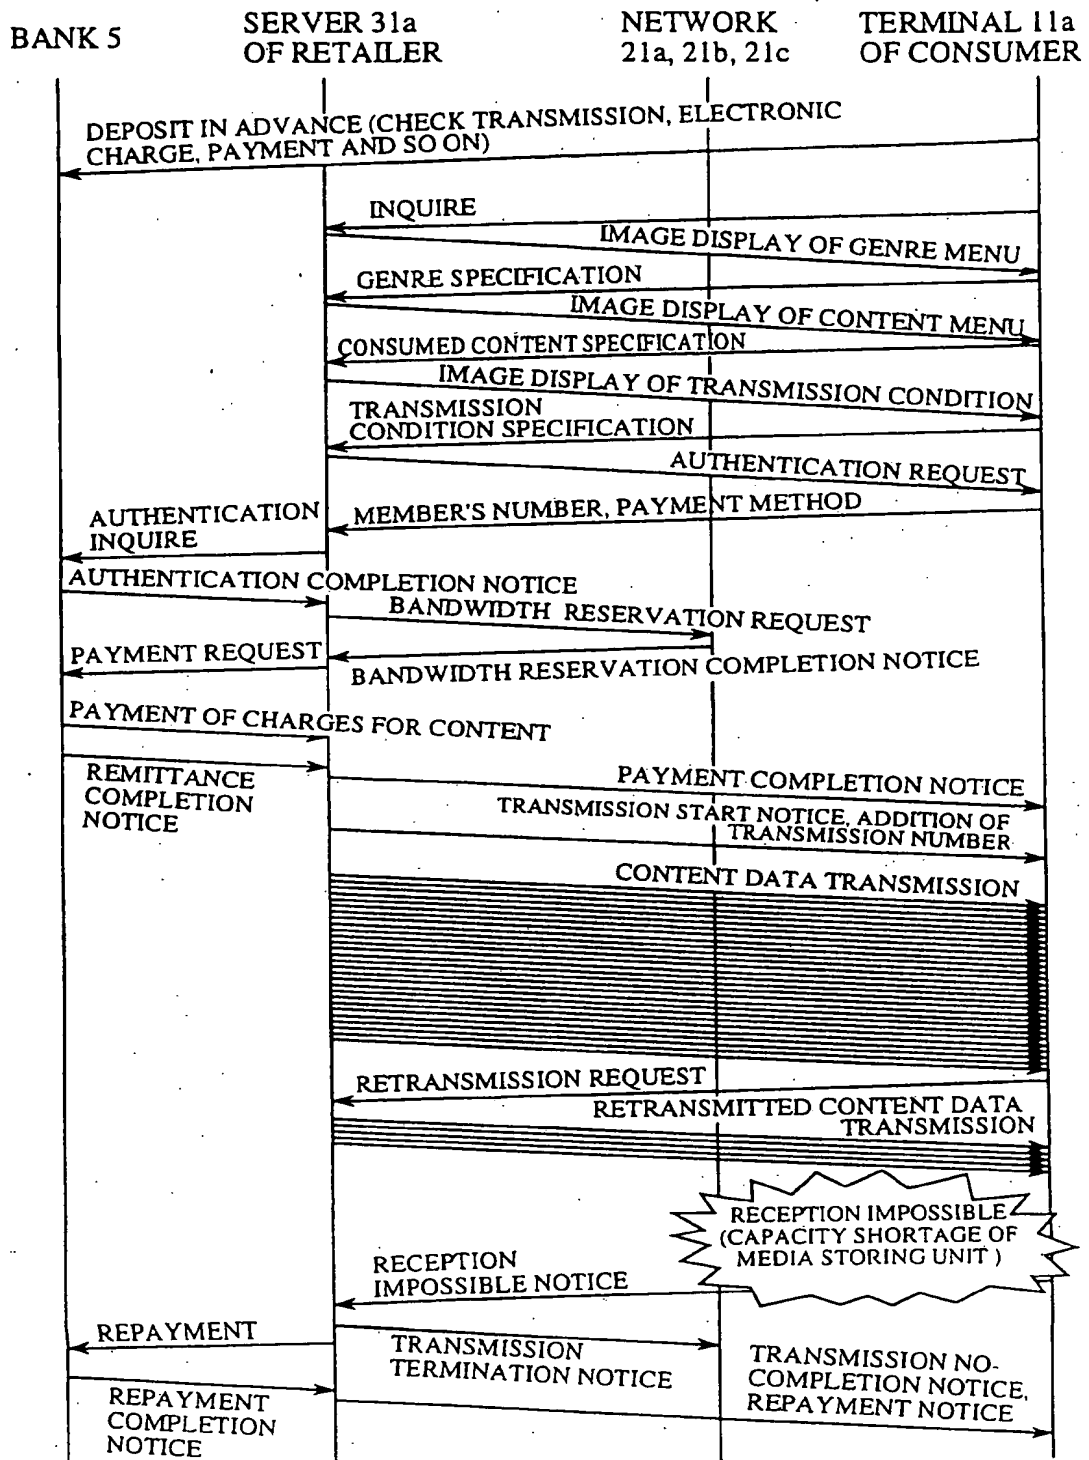 BANK 5
SERVER 31a
OF RETAILER
NETWORK
21a, 21b, 21c
TERMINAL 11a
OF CONSUMER
DEPOSIT IN ADVANCE (CHECK TRANSMISSION, ELECTRONIC
CHARGE, PAYMENT AND SO ON)
INQUIRE
IMAGE DISPLAY OF GENRE MENU
GENRE SPECIFICATION
IMAGE DISPLAY OF CONTENT MENU
CONSUMED CONTENT SPECIFICATION
IMAGE DISPLAY OF TRANSMISSION CONDITION
TRANSMISSION
CONDITION SPECIFICATION
AUTHENTICATION REQUEST
MEMBER'S NUMBER, PAYMENT METHOD
AUTHENTICATION
INQUIRE
AUTHENTICATION COMPLETION NOTICE
BANDWIDTH RESERVATION REQUEST
PAYMENT REQUEST
BANDWIDTH RESERVATION COMPLETION NOTICE
PAYMENT OF CHARGES FOR CONTENT
REMITTANCE
COMPLETION
NOTICE
PAYMENT COMPLETION NOTICE
TRANSMISSION START NOTICE, ADDITION OF
TRANSMISSION NUMBER
CONTENT DATA TRANSMISSION
RETRANSMISSION REQUEST
RETRANSMITTED CONTENT DATA
TRANSMISSION
RECEPTION IMPOSSIBLE
(CAPACITY SHORTAGE OF
MEDIA STORING UNIT )
RECEPTION
IMPOSSIBLE NOTICE
REPAYMENT
TRANSMISSION
TERMINATION NOTICE
TRANSMISSION NO-
COMPLETION NOTICE,
REPAYMENT NOTICE
REPAYMENT
COMPLETION
NOTICE